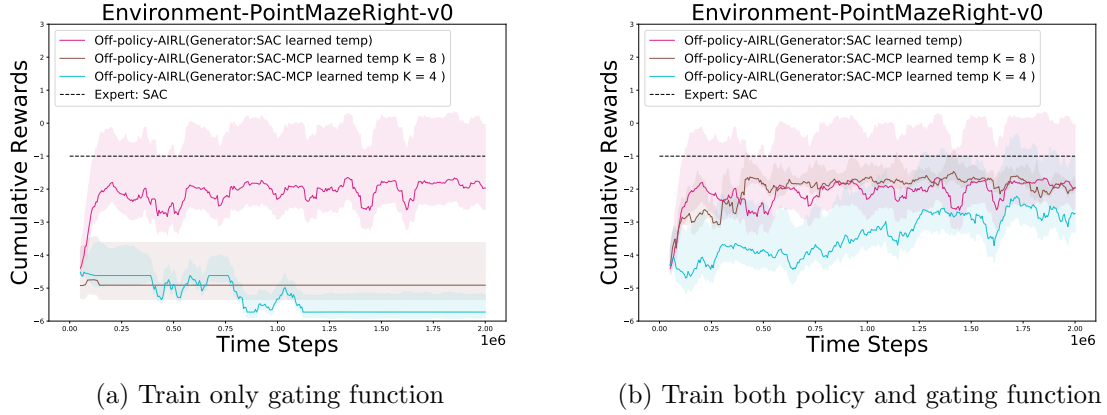 Environment-PointMazeRight-v0
Off-policy-AIRL(Generator:SAC learned temp)
Off-policy-AIRL(Generator:SAC-MCP learned temp K = 8 )
Off-policy-AIRL(Generator:SAC-MCP learned temp K = 4 )
Expert: SAC
Cumulative Rewards
3
2
1
0
−1
−2
−3
−4
−5
−6
0.00 0.25 0.50 0.75 1.00 1.25 1.50 1.75 2.00
1e6
Time Steps
(a) Train only gating function
Environment-PointMazeRight-v0
Off-policy-AIRL(Generator:SAC learned temp)
Off-policy-AIRL(Generator:SAC-MCP learned temp K = 8 )
Off-policy-AIRL(Generator:SAC-MCP learned temp K = 4 )
Expert: SAC
Cumulative Rewards
3
2
1
0
−1
−2
−3
−4
−5
−6
0.00 0.25 0.50 0.75 1.00 1.25 1.50 1.75 2.00
1e6
Time Steps
(b) Train both policy and gating function